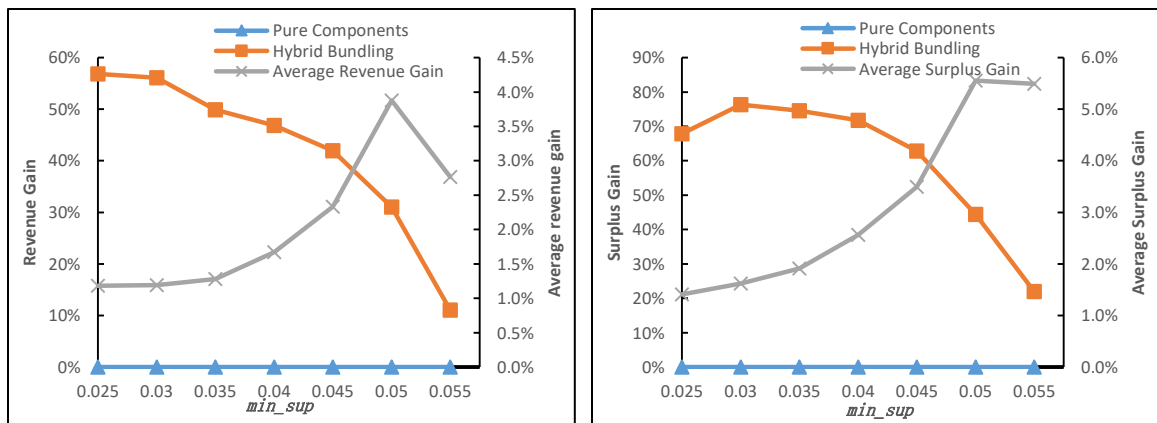 Pure Components
Hybrid Bundling
Average Revenue Gain
60%
50%
40%
30%
20%
10%
0%
Revenue Gain
4.5%
4.0%
3.5%
3.0%
2.5%
2.0%
1.5%
1.0%
0.5%
0.0%
Average revenue gain
0.025 0.03 0.035 0.04 0.045 0.05 0.055
min_sup
Pure Components
Hybrid Bundling
Average Surplus Gain
90%
80%
70%
60%
50%
40%
30%
20%
10%
0%
Surplus Gain
6.0%
5.0%
4.0%
3.0%
2.0%
1.0%
0.0%
Average Surplus Gain
0.025 0.03 0.035 0.04 0.045 0.05 0.055
min_sup